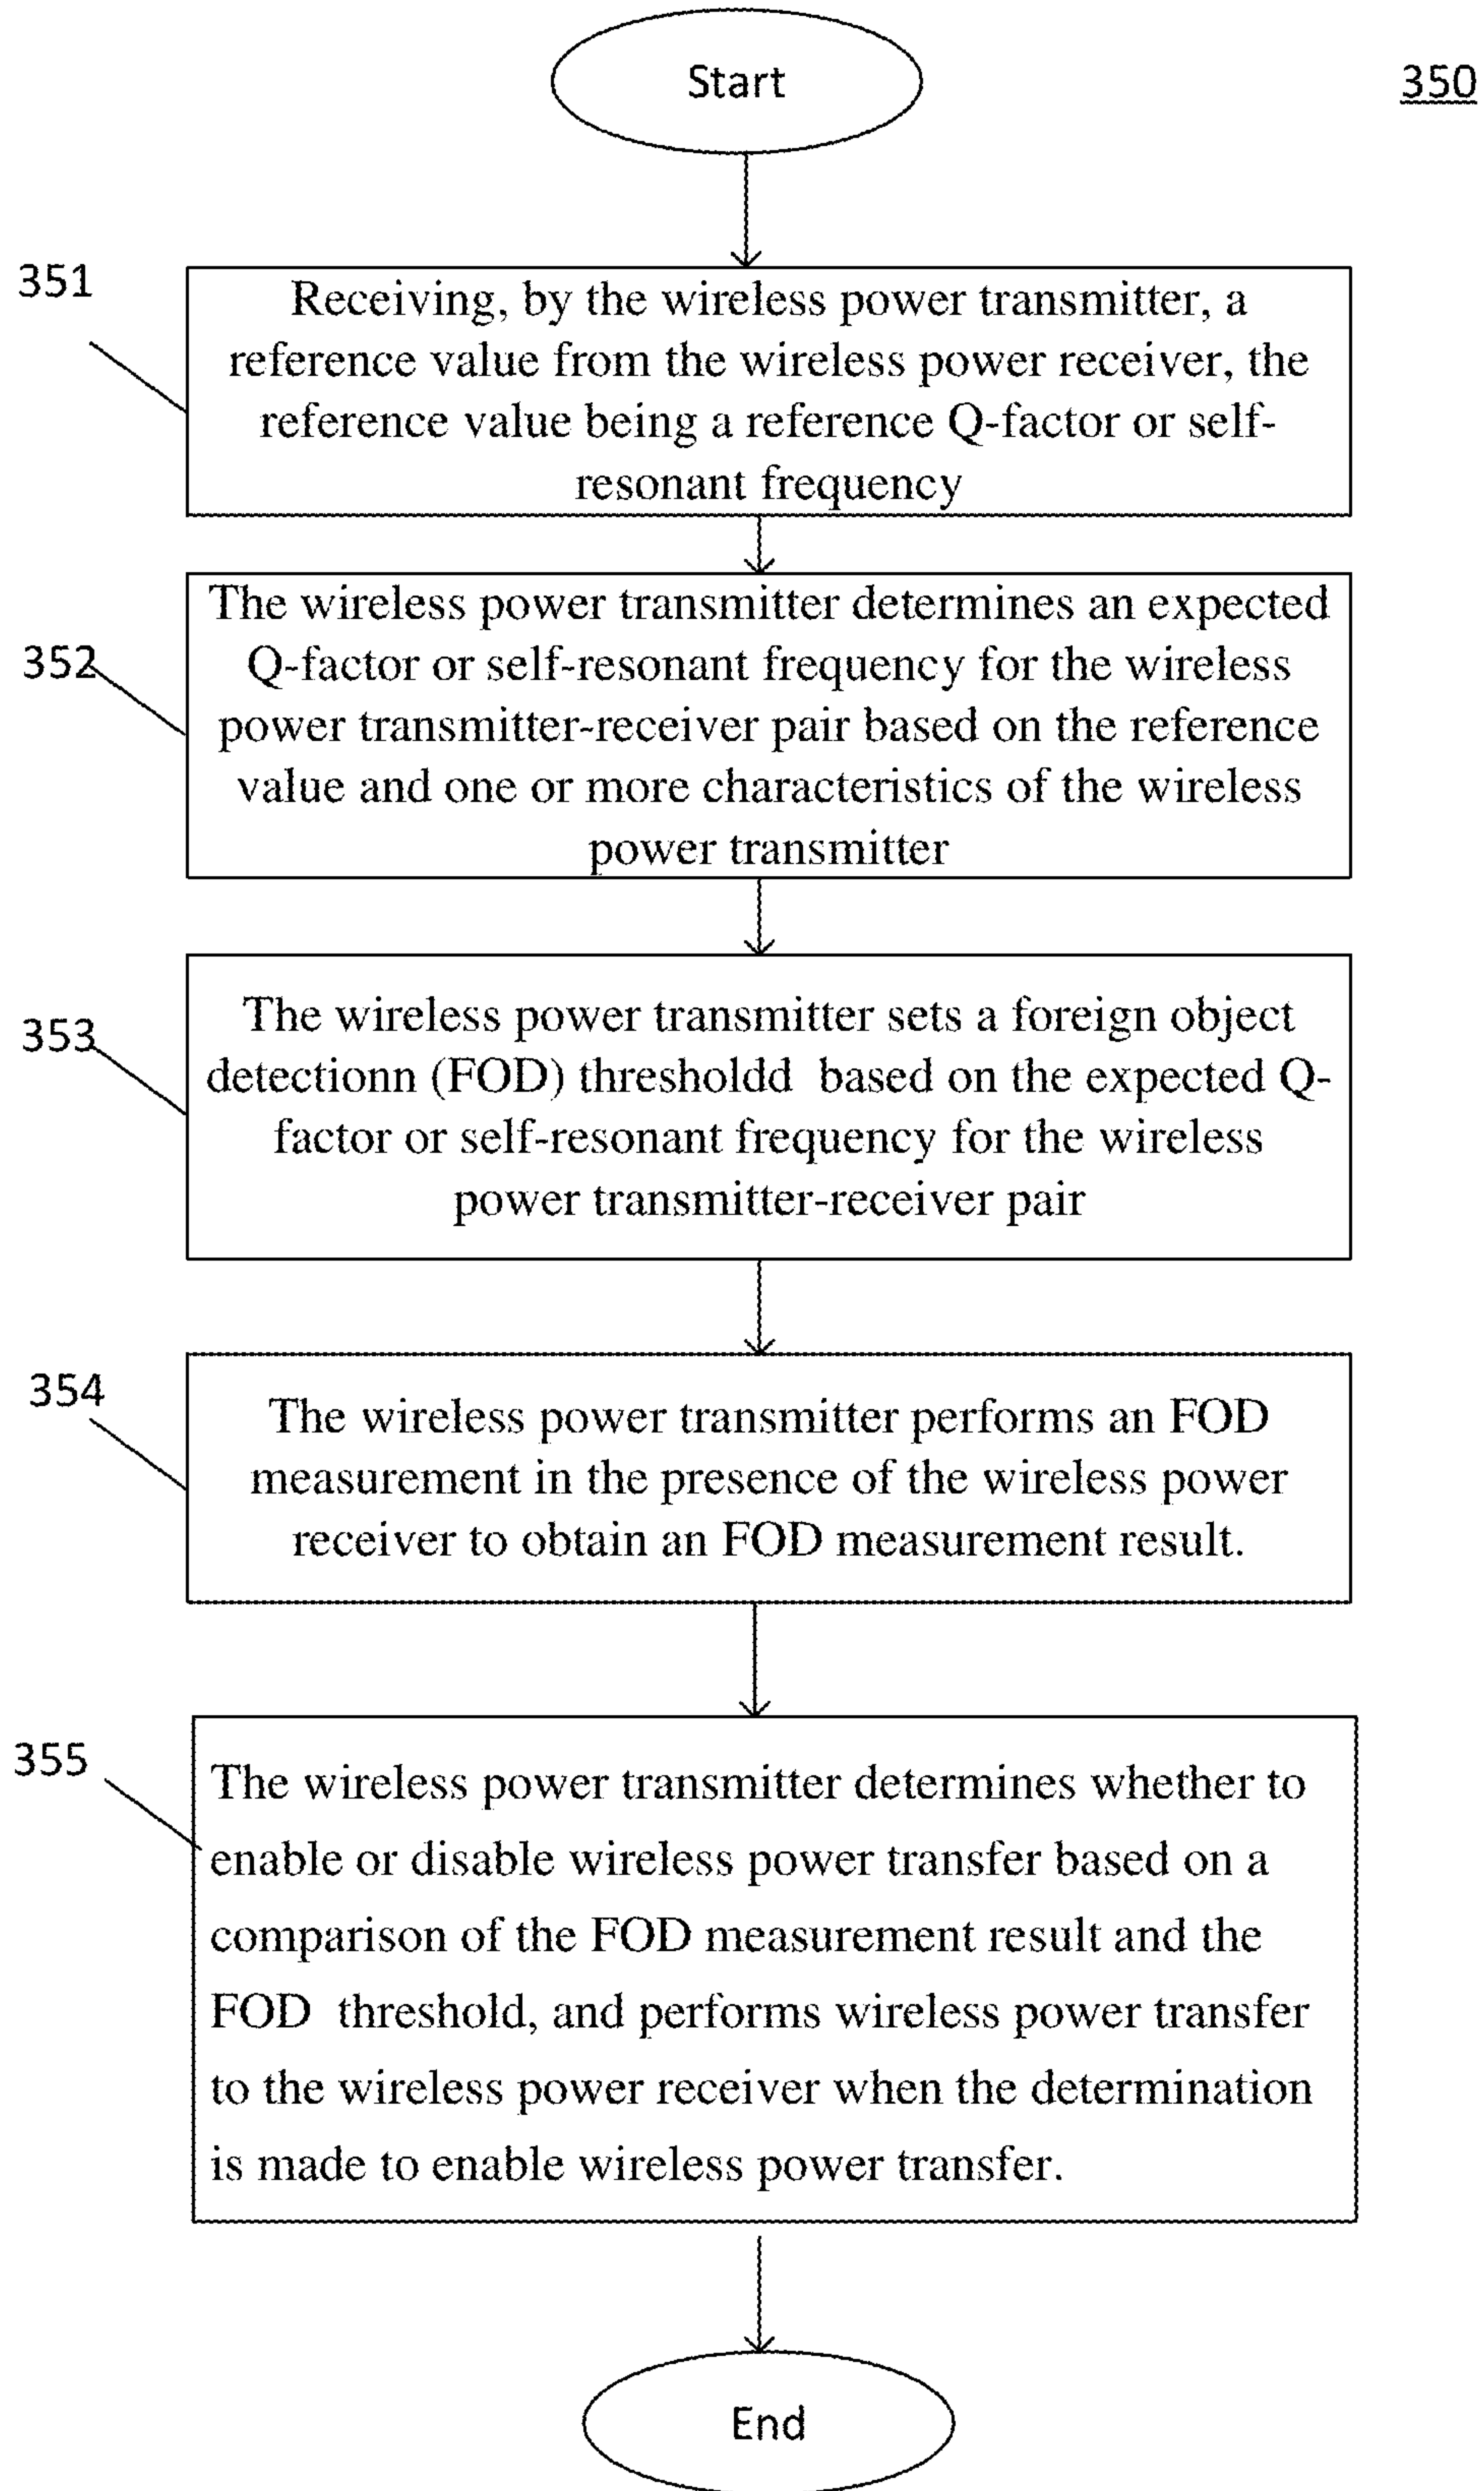 Start
350
351
Receiving, by the wireless power transmitter, a
reference value from the wireless power receiver, the
reference value being a reference Q-factor or self-
resonant frequency
352
The wireless power transmitter determines an expected
Q-factor or self-resonant frequency for the wireless
power transmitter-receiver pair based on the reference
value and one or more characteristics of the wireless
power transmitter
353
The wireless power transmitter sets a foreign object
detectionn (FOD) thresholdd based on the expected Q-
factor or self-resonant frequency for the wireless
power transmitter-receiver pair
354
The wireless power transmitter performs an FOD
measurement in the presence of the wireless power
receiver to obtain an FOD measurement result.
355
The wireless power transmitter determines whether to
enable or disable wireless power transfer based on a
comparison of the FOD measurement result and the
FOD threshold, and performs wireless power transfer
to the wireless power receiver when the determination
is made to enable wireless power transfer.
End